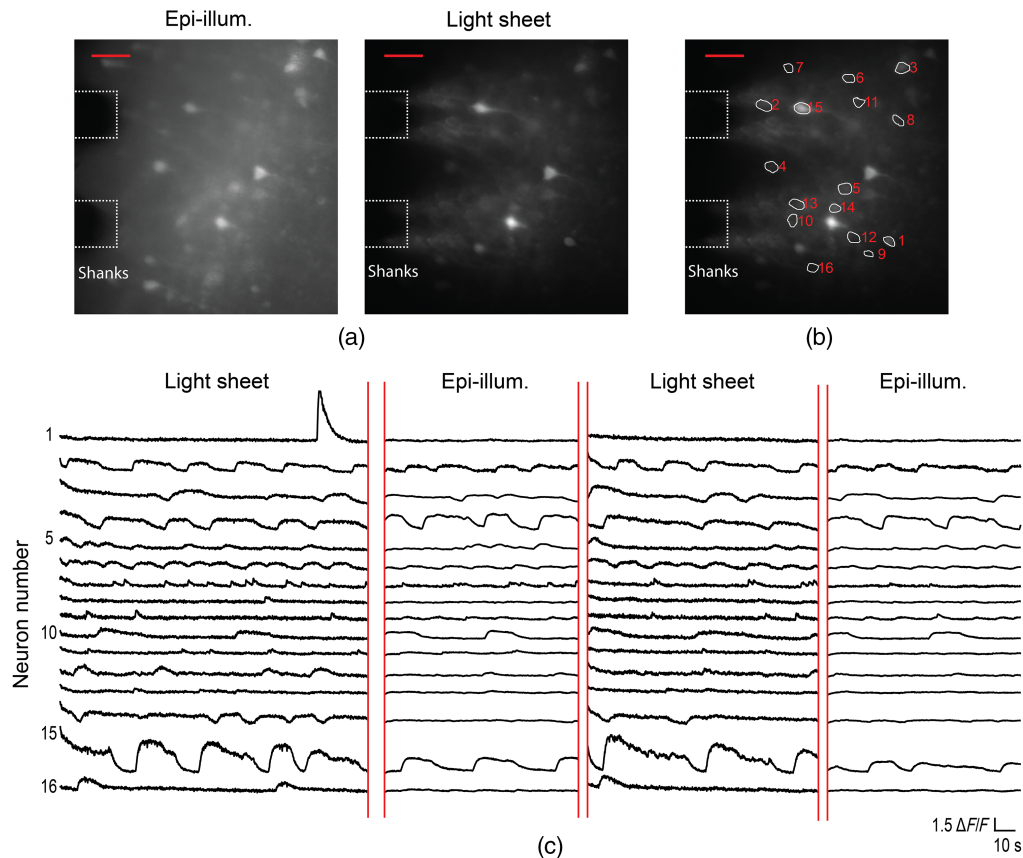 Epi-illum.
Light sheet
Shanks
Shanks
Shanks
7
6
3
2
15
11
8
4
5
13
14
10
12
1
9
16
(a)
(b)
Light sheet
Epi-illum.
Light sheet
Epi-illum.
Neuron number
1
5
10
15
16
1.5 ΔF/F
10 s
(c)